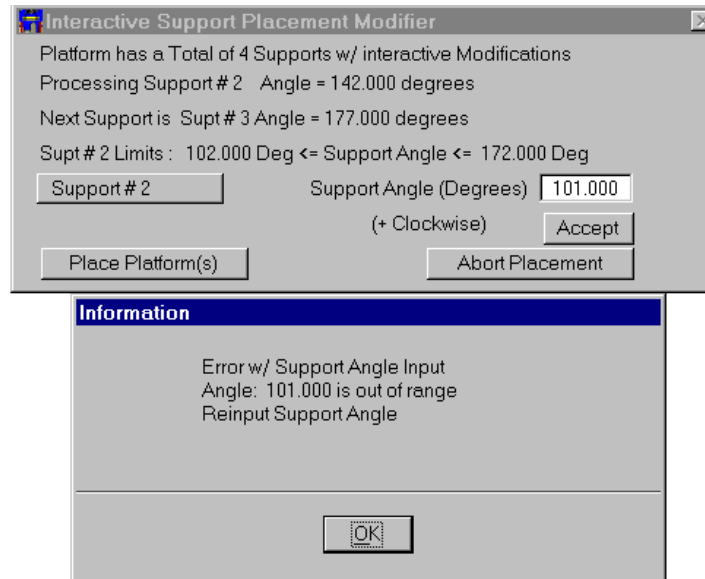 Interactive Support Placement Modifier
Platform has a Total of 4 Supports w/ interactive Modifications
Processing Support # 2 Angle = 142.000 degrees
Next Support is Supt # 3 Angle = 177.000 degrees
Supt # 2 Limits : 102.000 Deg <= Support Angle <= 172.000 Deg
Support # 2 Support Angle (Degrees) 101.000
(+ Clockwise) Accept
Place Platform(s) Abort Placement
Information
Error w/ Support Angle Input
Angle: 101.000 is out of range
Reinput Support Angle
OK